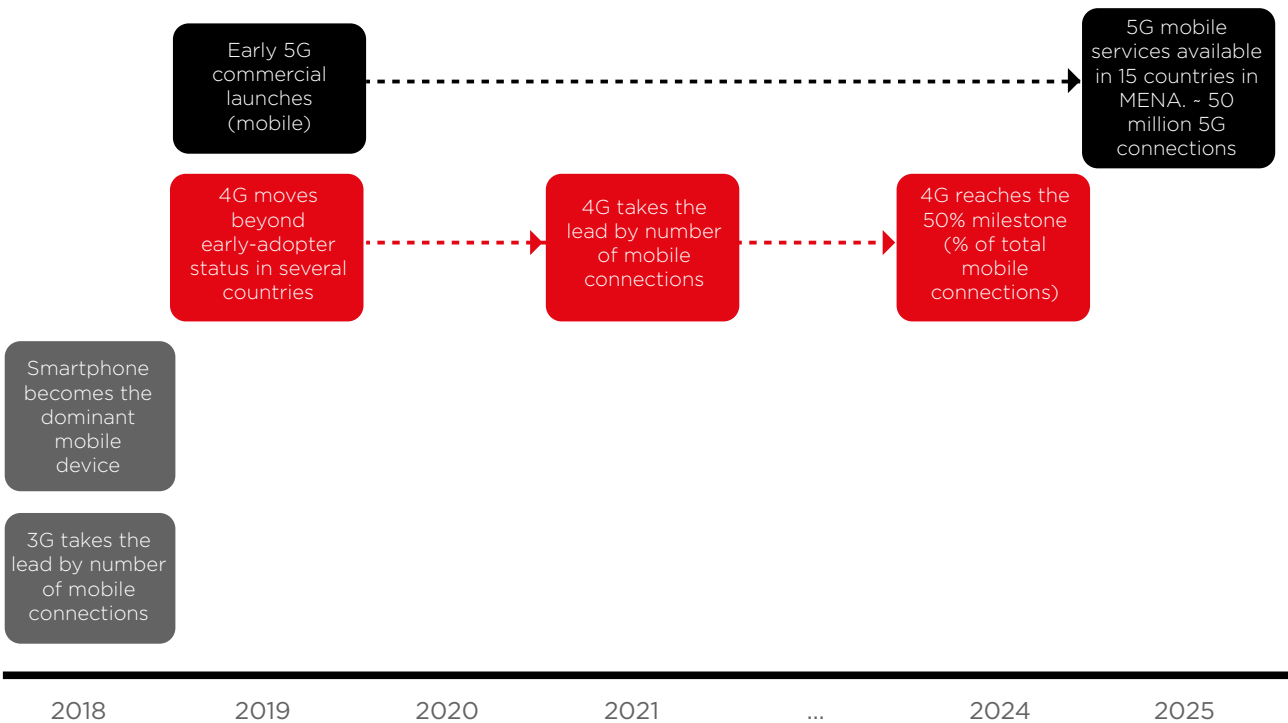 Early 5G
commercial
launches
(mobile)
5G mobile
services available
in 15 countries in
MENA. ~ 50
million 5G
connections
4G moves
beyond
early-adopter
status in several
countries
4G takes the
lead by number
of mobile
connections
4G reaches the
50% milestone
(% of total
mobile
connections)
Smartphone
becomes the
dominant
mobile
device
3G takes the
lead by number
of mobile
connections
2018 2019 2020 2021 ... 2024 2025